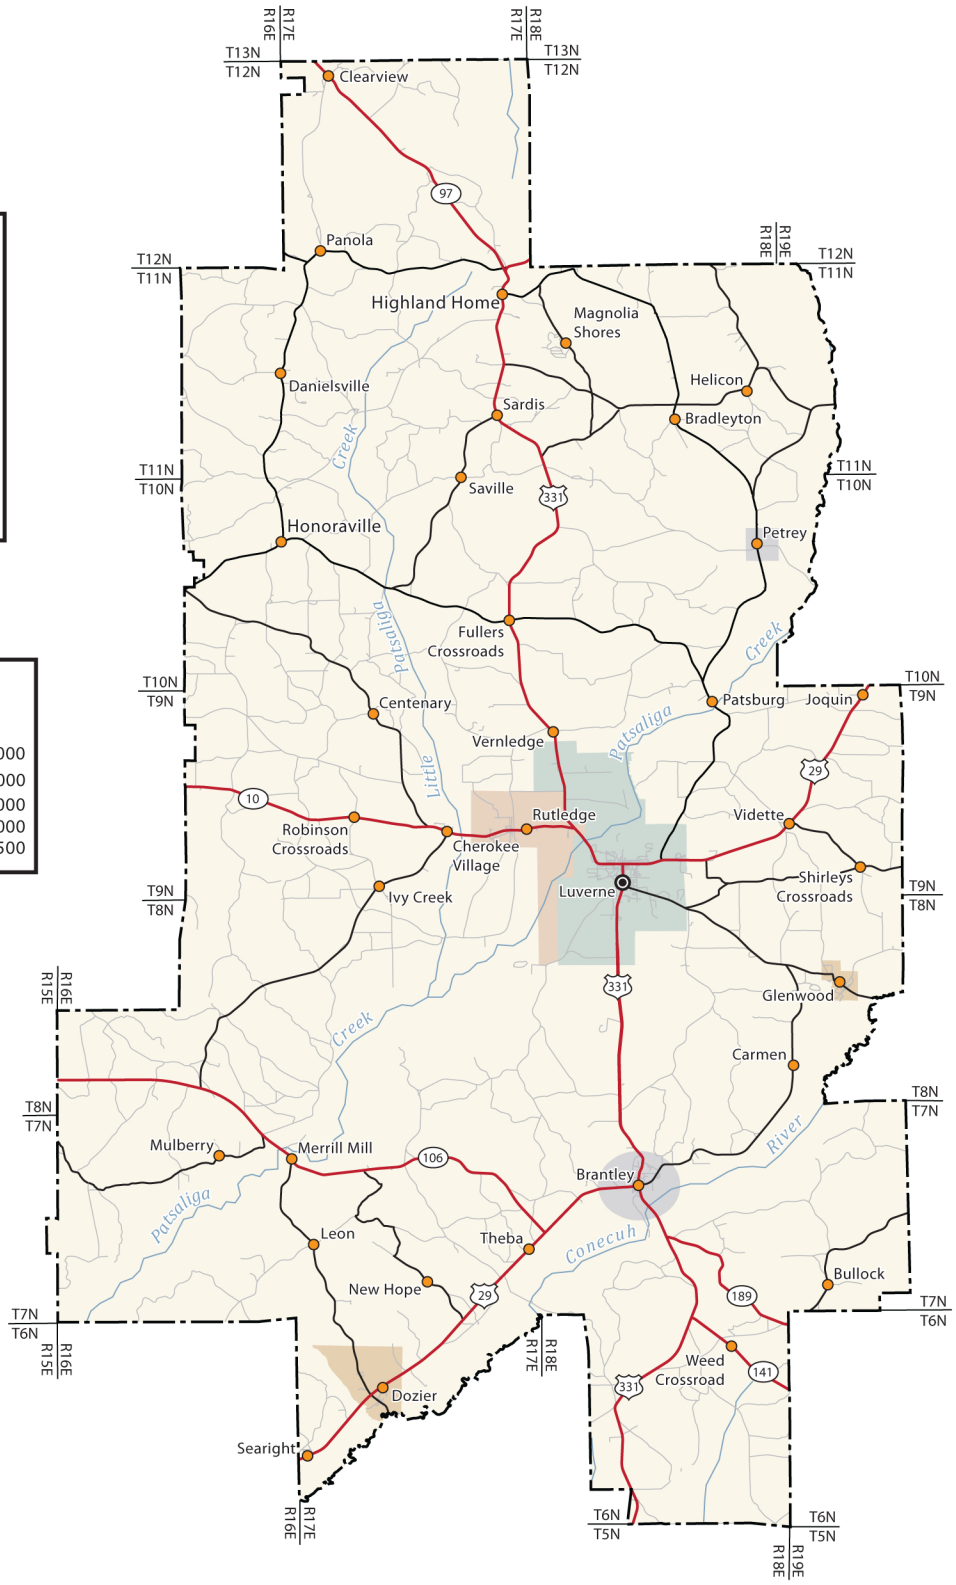 R16E
R17E
R17E
R18E
T13N
T12N
T13N
T12N
Clearview
97
Panola
R18E
R19E
T12N
T11N
T12N
T11N
Highland Home
Magnolia
Shores
Danielsville
Helicon
Sardis
Bradleyton
Creek
T11N
T10N
T11N
T10N
Saville
331
Honoraville
Petrey
Patsaliga
Fullers
Crossroads
Creek
T10N
T9N
T10N
T9N
Centenary
Patsburg
Joquin
Vernledge
Patsaliga
000
000
000
000
500
Little
29
10
Rutledge
Vidette
Robinson
Crossroads
Cherokee
Village
Shirleys
Crossroads
Luverne
Ivy Creek
T9N
T8N
T9N
T8N
R15E
R16E
331
Glenwood
Creek
Carmen
T8N
T7N
T8N
T7N
Mulberry
Merrill Mill
106
River
Brantley
Patsaliga
Leon
Theba
Conecuh
New Hope
29
189
Bullock
T7N
T6N
T7N
T6N
R15E
R16E
R17E
R18E
Weed
Crossroad
141
331
Dozier
Searight
R16E
R17E
T6N
T5N
T6N
T5N
R18E
R19E